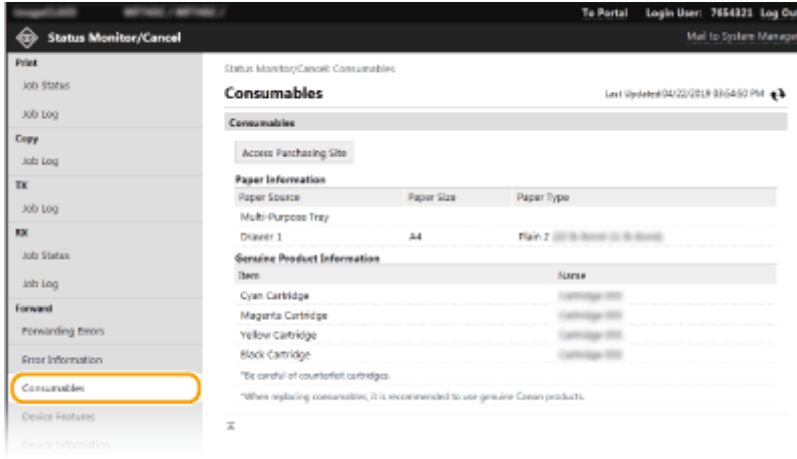 To Portal Login User: 7654321 Log Ou
Status Monitor/Cancel
Mail to System Manage
Print
Job Status
Job Log
Copy
Job Log
TX
Job Log
RX
Job Status
Job Log
Forward
Forwarding Errors
Error Information
Consumables
Device Features
Device Information
Status Monitor/Cancel: Consumables
Consumables
Last Updated:04/22/2019 03:54:50 PM
Consumables
Access Purchasing Site
Paper Information
Paper Source Paper Size Paper Type
Multi-Purpose Tray
Drawer 1 A4 Plain 2
Genuine Product Information
Item Name
Cyan Cartridge
Magenta Cartridge
Yellow Cartridge
Black Cartridge
*Be careful of counterfeit cartridges.
*When replacing consumables, it is recommended to use genuine Canon products.